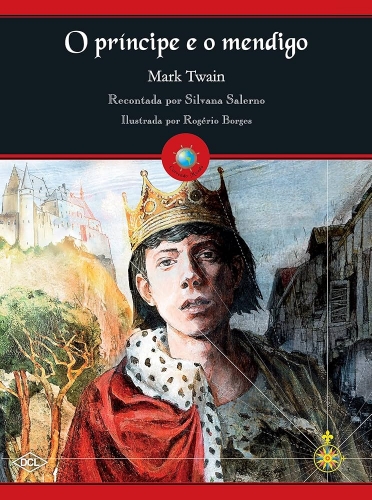 O príncipe e o mendigo
Mark Twain
Recontada por Silvana Salerno
Ilustrada por Rogério Borges
DCL